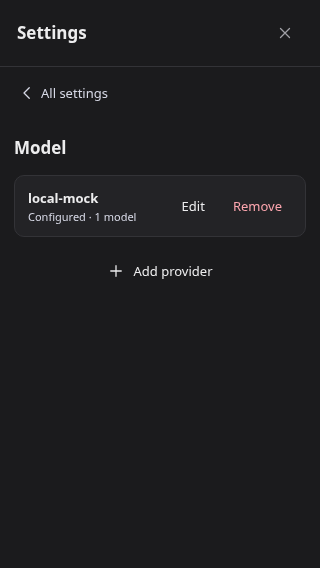 Settings
All settings
Model
local-mock
Configured · 1 model
Edit
Remove
Add provider